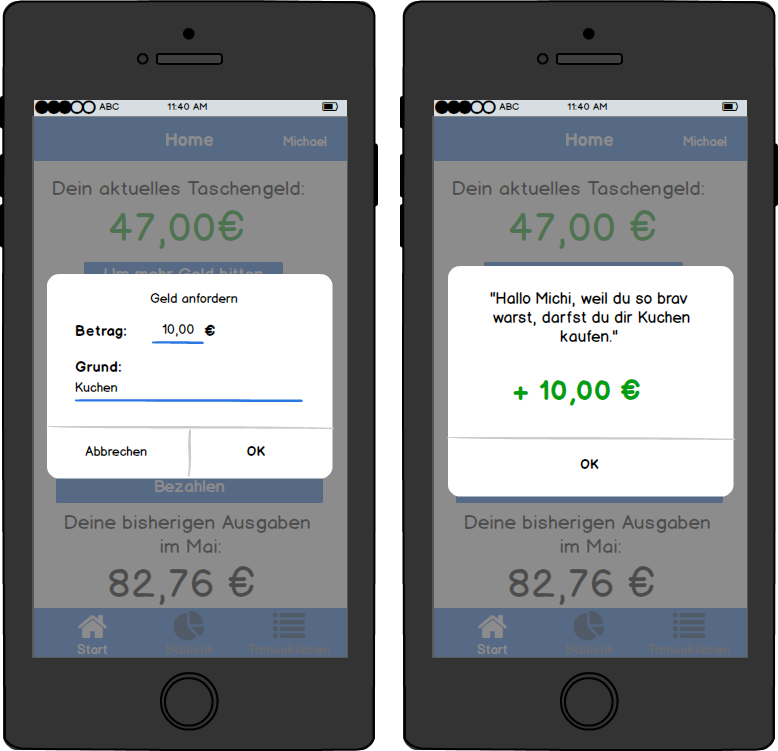 ABC 11:40 AM
Home Michael
Dein aktuelles Taschengeld:
47,00€
Um mehr Geld bitten
Geld anfordern
Betrag: 10,00 €
Grund:
Kuchen
Abbrechen OK
Bezahlen
Deine bisherigen Ausgaben
im Mai:
82,76 €
Start Statistik Transaktionen
ABC 11:40 AM
Home Michael
Dein aktuelles Taschengeld:
47,00 €
"Hallo Michi, weil du so brav
warst, darfst du dir Kuchen
kaufen."
+ 10,00 €
OK
Deine bisherigen Ausgaben
im Mai:
82,76 €
Start Statistik Transaktionen